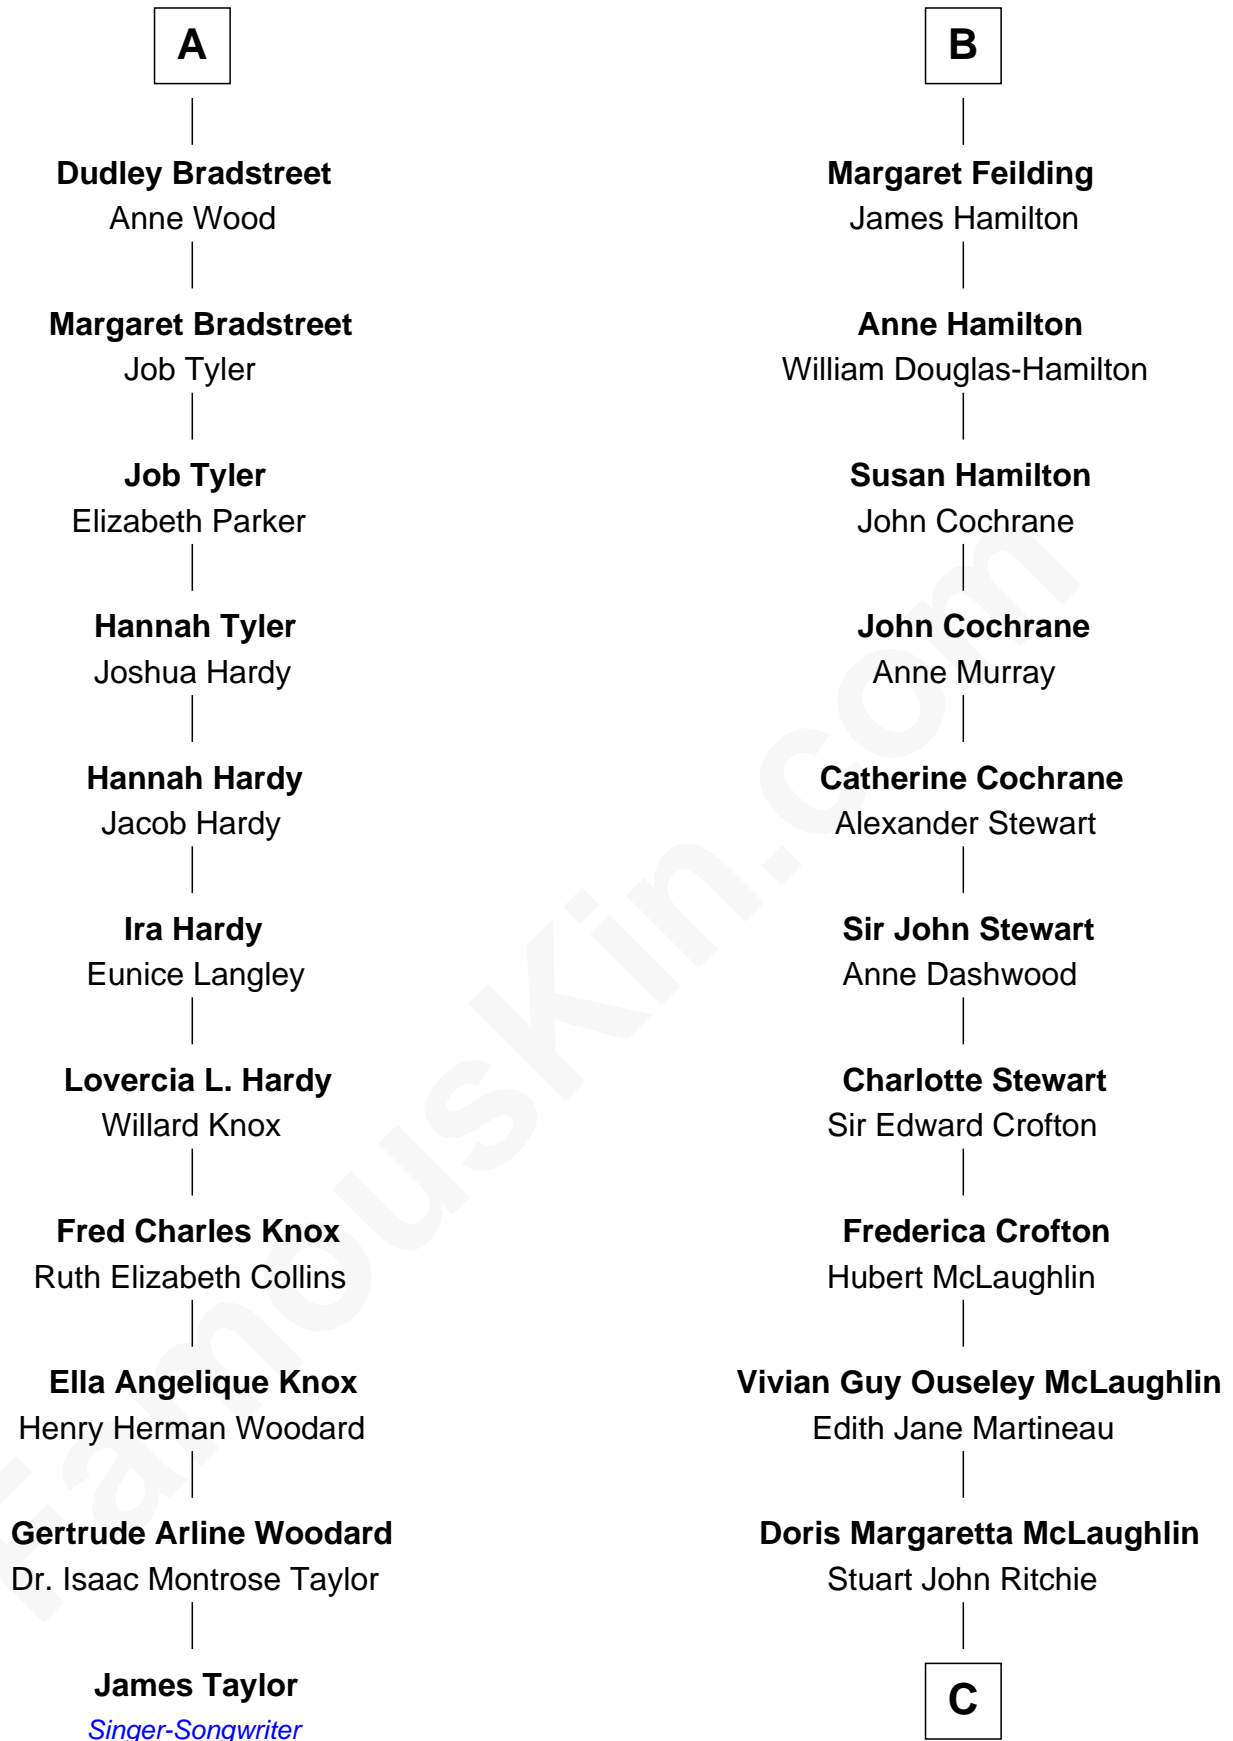 A
Dudley Bradstreet
Anne Wood
Margaret Bradstreet
Job Tyler
Job Tyler
Elizabeth Parker
Hannah Tyler
Joshua Hardy
Hannah Hardy
Jacob Hardy
Ira Hardy
Eunice Langley
Lovercia L. Hardy
Willard Knox
Fred Charles Knox
Ruth Elizabeth Collins
Ella Angelique Knox
Henry Herman Woodard
Gertrude Arline Woodard
Dr. Isaac Montrose Taylor
James Taylor
Singer-Songwriter
B
Margaret Feilding
James Hamilton
Anne Hamilton
William Douglas-Hamilton
Susan Hamilton
John Cochrane
John Cochrane
Anne Murray
Catherine Cochrane
Alexander Stewart
Sir John Stewart
Anne Dashwood
Charlotte Stewart
Sir Edward Crofton
Frederica Crofton
Hubert McLaughlin
Vivian Guy Ouseley McLaughlin
Edith Jane Martineau
Doris Margaretta McLaughlin
Stuart John Ritchie
C
FamousKin.com